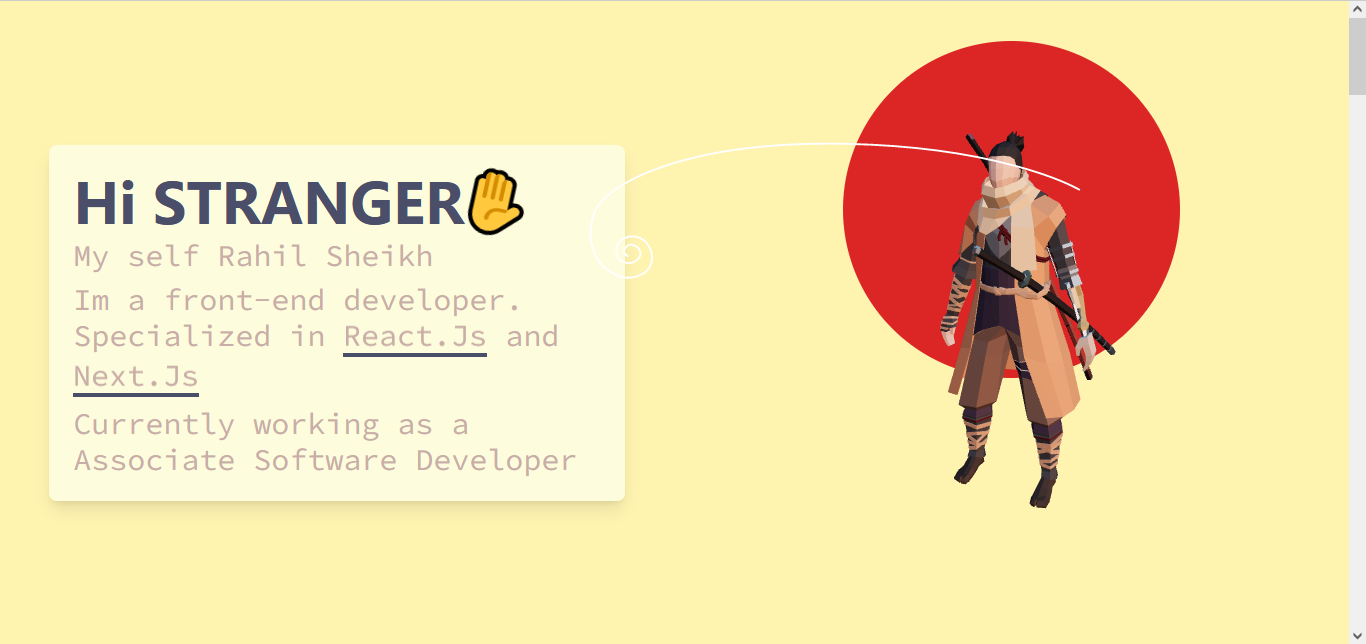 Hi STRANGER✋
My self Rahil Sheikh
Im a front-end developer.
Specialized in React.Js and
Next.Js
Currently working as a
Associate Software Developer